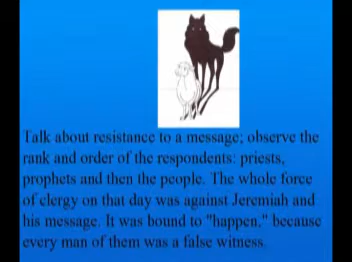 Talk about resistance to a message; observe the
rank and order of the respondents: priests,
prophets and then the people. The whole force
of clergy on that day was against Jeremiah and
his message. It was bound to "happen," because
every man of them was a false witness.